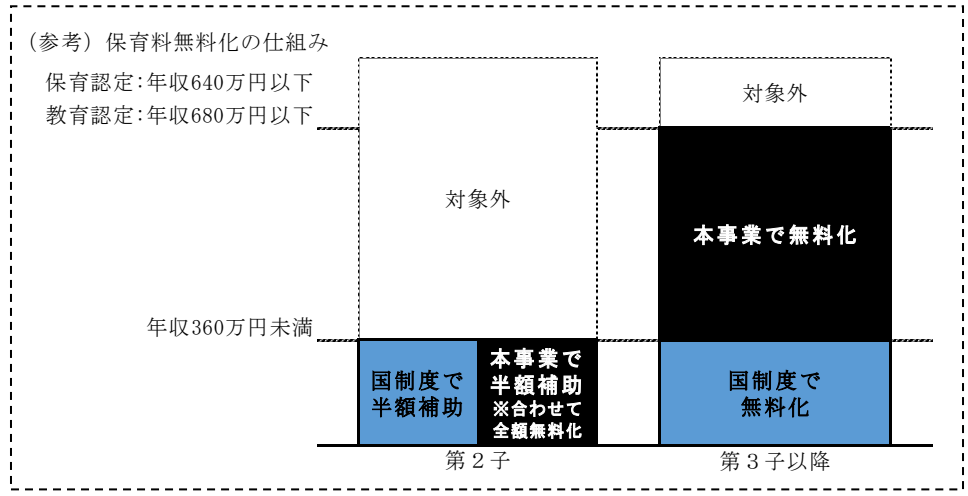 (参考) 保育料無料化の仕組み
保育認定:年収640万円以下
教育認定:年収680万円以下
対象外
対象外
本事業で無料化
年収360万円未満
国制度で
半額補助
本事業で
半額補助
※合わせて
全額無料化
国制度で
無料化
第２子
第３子以降